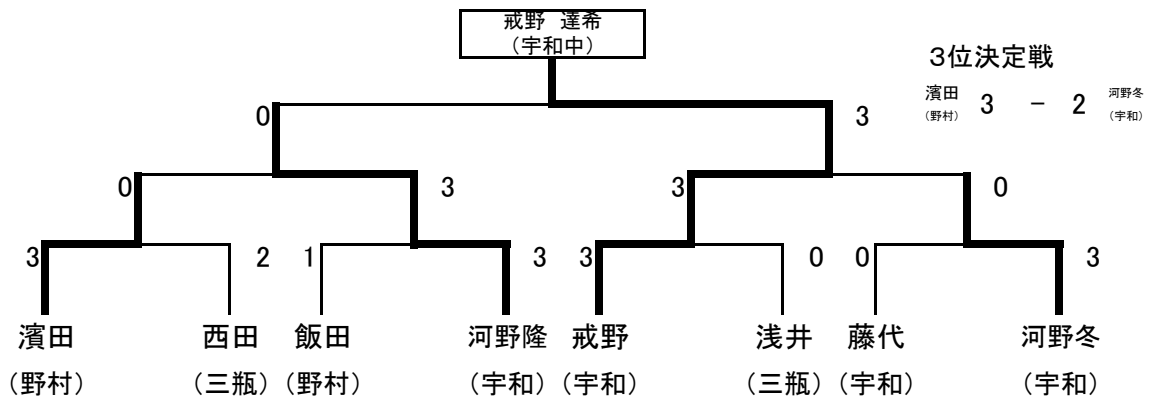 戒野 達希
（宇和中）
３位決定戦
濱田 3 － 2 河野冬
（野村） （宇和）
0 3
0 3 3 0
3 2 1 3 3 0 0 3
濱田 西田 飯田 河野隆 戒野 浅井 藤代 河野冬
（野村） （三瓶） （野村） （宇和） （宇和） （三瓶） （宇和） （宇和）